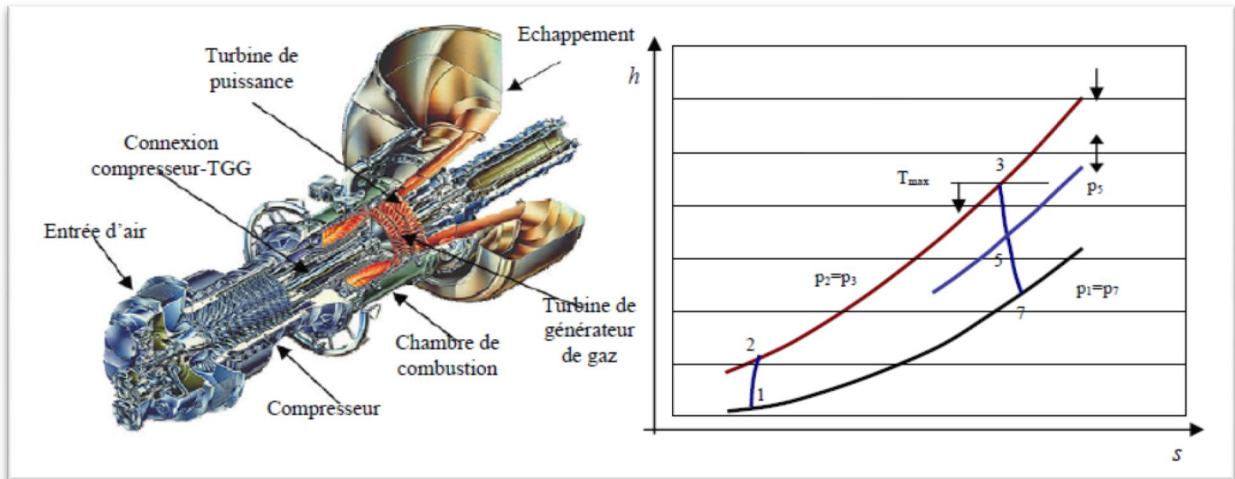 Echappement
Turbine de
puissance
Connexion
compresseur-TGG
Entrée d'air
Turbine de
générateur
de gaz
Chambre de
combustion
Compresseur
h
3
Tmax
p5
5
p2=p3
p1=p7
7
2
1
s